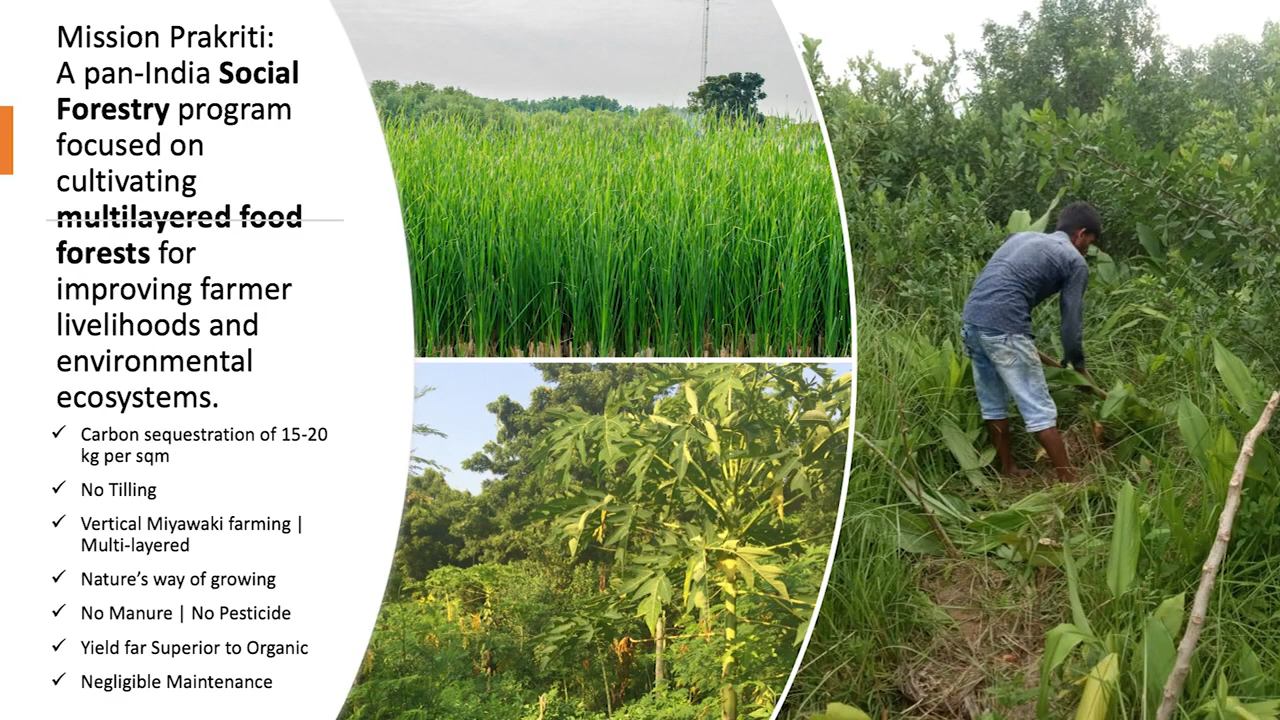 Mission Prakriti:
A pan-India Social
Forestry program
focused on
cultivating
multilayered food
forests for
improving farmer
livelihoods and
environmental
ecosystems.
✓ Carbon sequestration of 15-20
kg per sqm
✓ No Tilling
✓ Vertical Miyawaki farming |
Multi-layered
✓ Nature’s way of growing
✓ No Manure | No Pesticide
✓ Yield far Superior to Organic
✓ Negligible Maintenance